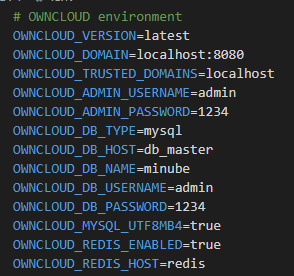 # OWNCLOUD environment
OWNCLOUD_VERSION=latest
OWNCLOUD_DOMAIN=localhost:8080
OWNCLOUD_TRUSTED_DOMAINS=localhost
OWNCLOUD_ADMIN_USERNAME=admin
OWNCLOUD_ADMIN_PASSWORD=1234
OWNCLOUD_DB_TYPE=mysql
OWNCLOUD_DB_HOST=db_master
OWNCLOUD_DB_NAME=minube
OWNCLOUD_DB_USERNAME=admin
OWNCLOUD_DB_PASSWORD=1234
OWNCLOUD_MYSQL_UTF8MB4=true
OWNCLOUD_REDIS_ENABLED=true
OWNCLOUD_REDIS_HOST=redis